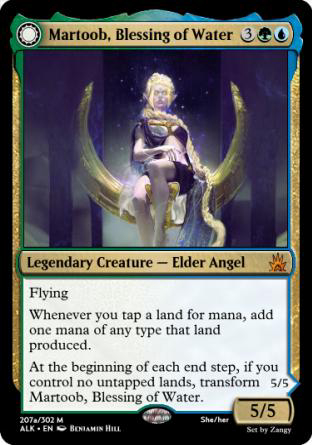 Martoob, Blessing of Water 3
Legendary Creature — Elder Angel
Flying
Whenever you tap a land for mana, add
one mana of any type that land
produced.
At the beginning of each end step, if you
control no untapped lands, transform
Martoob, Blessing of Water.
5/5
5/5
207a/302 M
ALK • EN Benjamin Hill
She/her
Set by Zangy